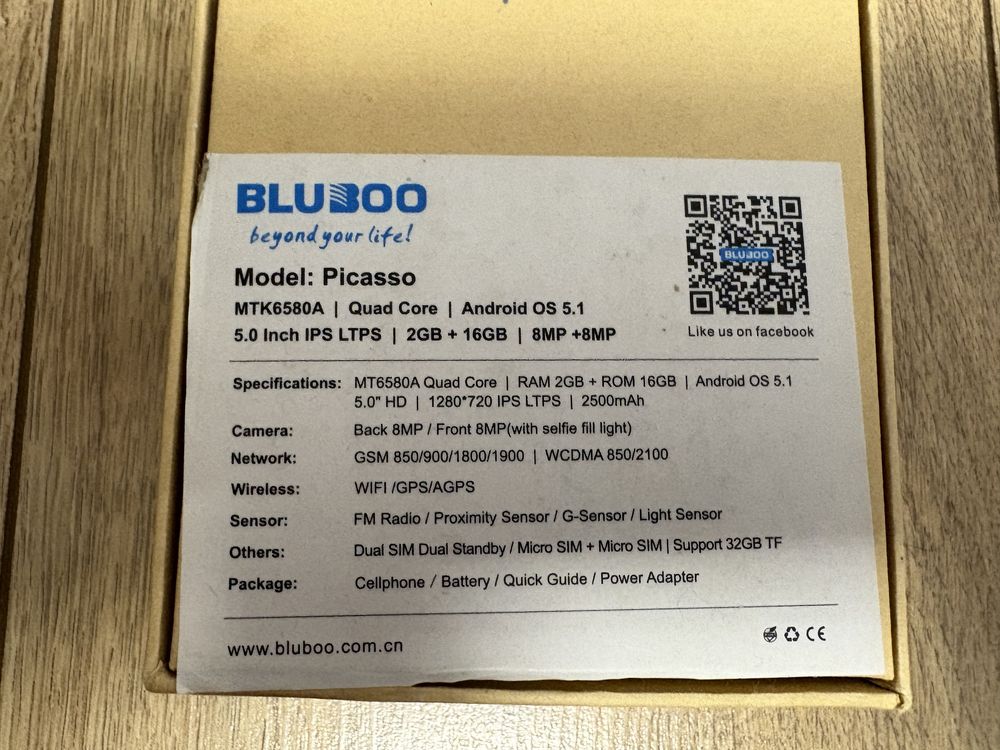 BLUBOO
beyond your life!
BLUBOO
Model: Picasso
MTK6580A | Quad Core | Android OS 5.1
5.0 Inch IPS LTPS | 2GB + 16GB | 8MP +8MP
Like us on facebook
Specifications: MT6580A Quad Core | RAM 2GB + ROM 16GB | Android OS 5.1
5.0" HD | 1280*720 IPS LTPS | 2500mAh
Camera: Back 8MP / Front 8MP(with selfie fill light)
Network: GSM 850/900/1800/1900 | WCDMA 850/2100
Wireless: WIFI /GPS/AGPS
Sensor: FM Radio / Proximity Sensor / G-Sensor / Light Sensor
Others: Dual SIM Dual Standby / Micro SIM + Micro SIM | Support 32GB TF
Package: Cellphone / Battery / Quick Guide / Power Adapter
www.bluboo.com.cn
CE